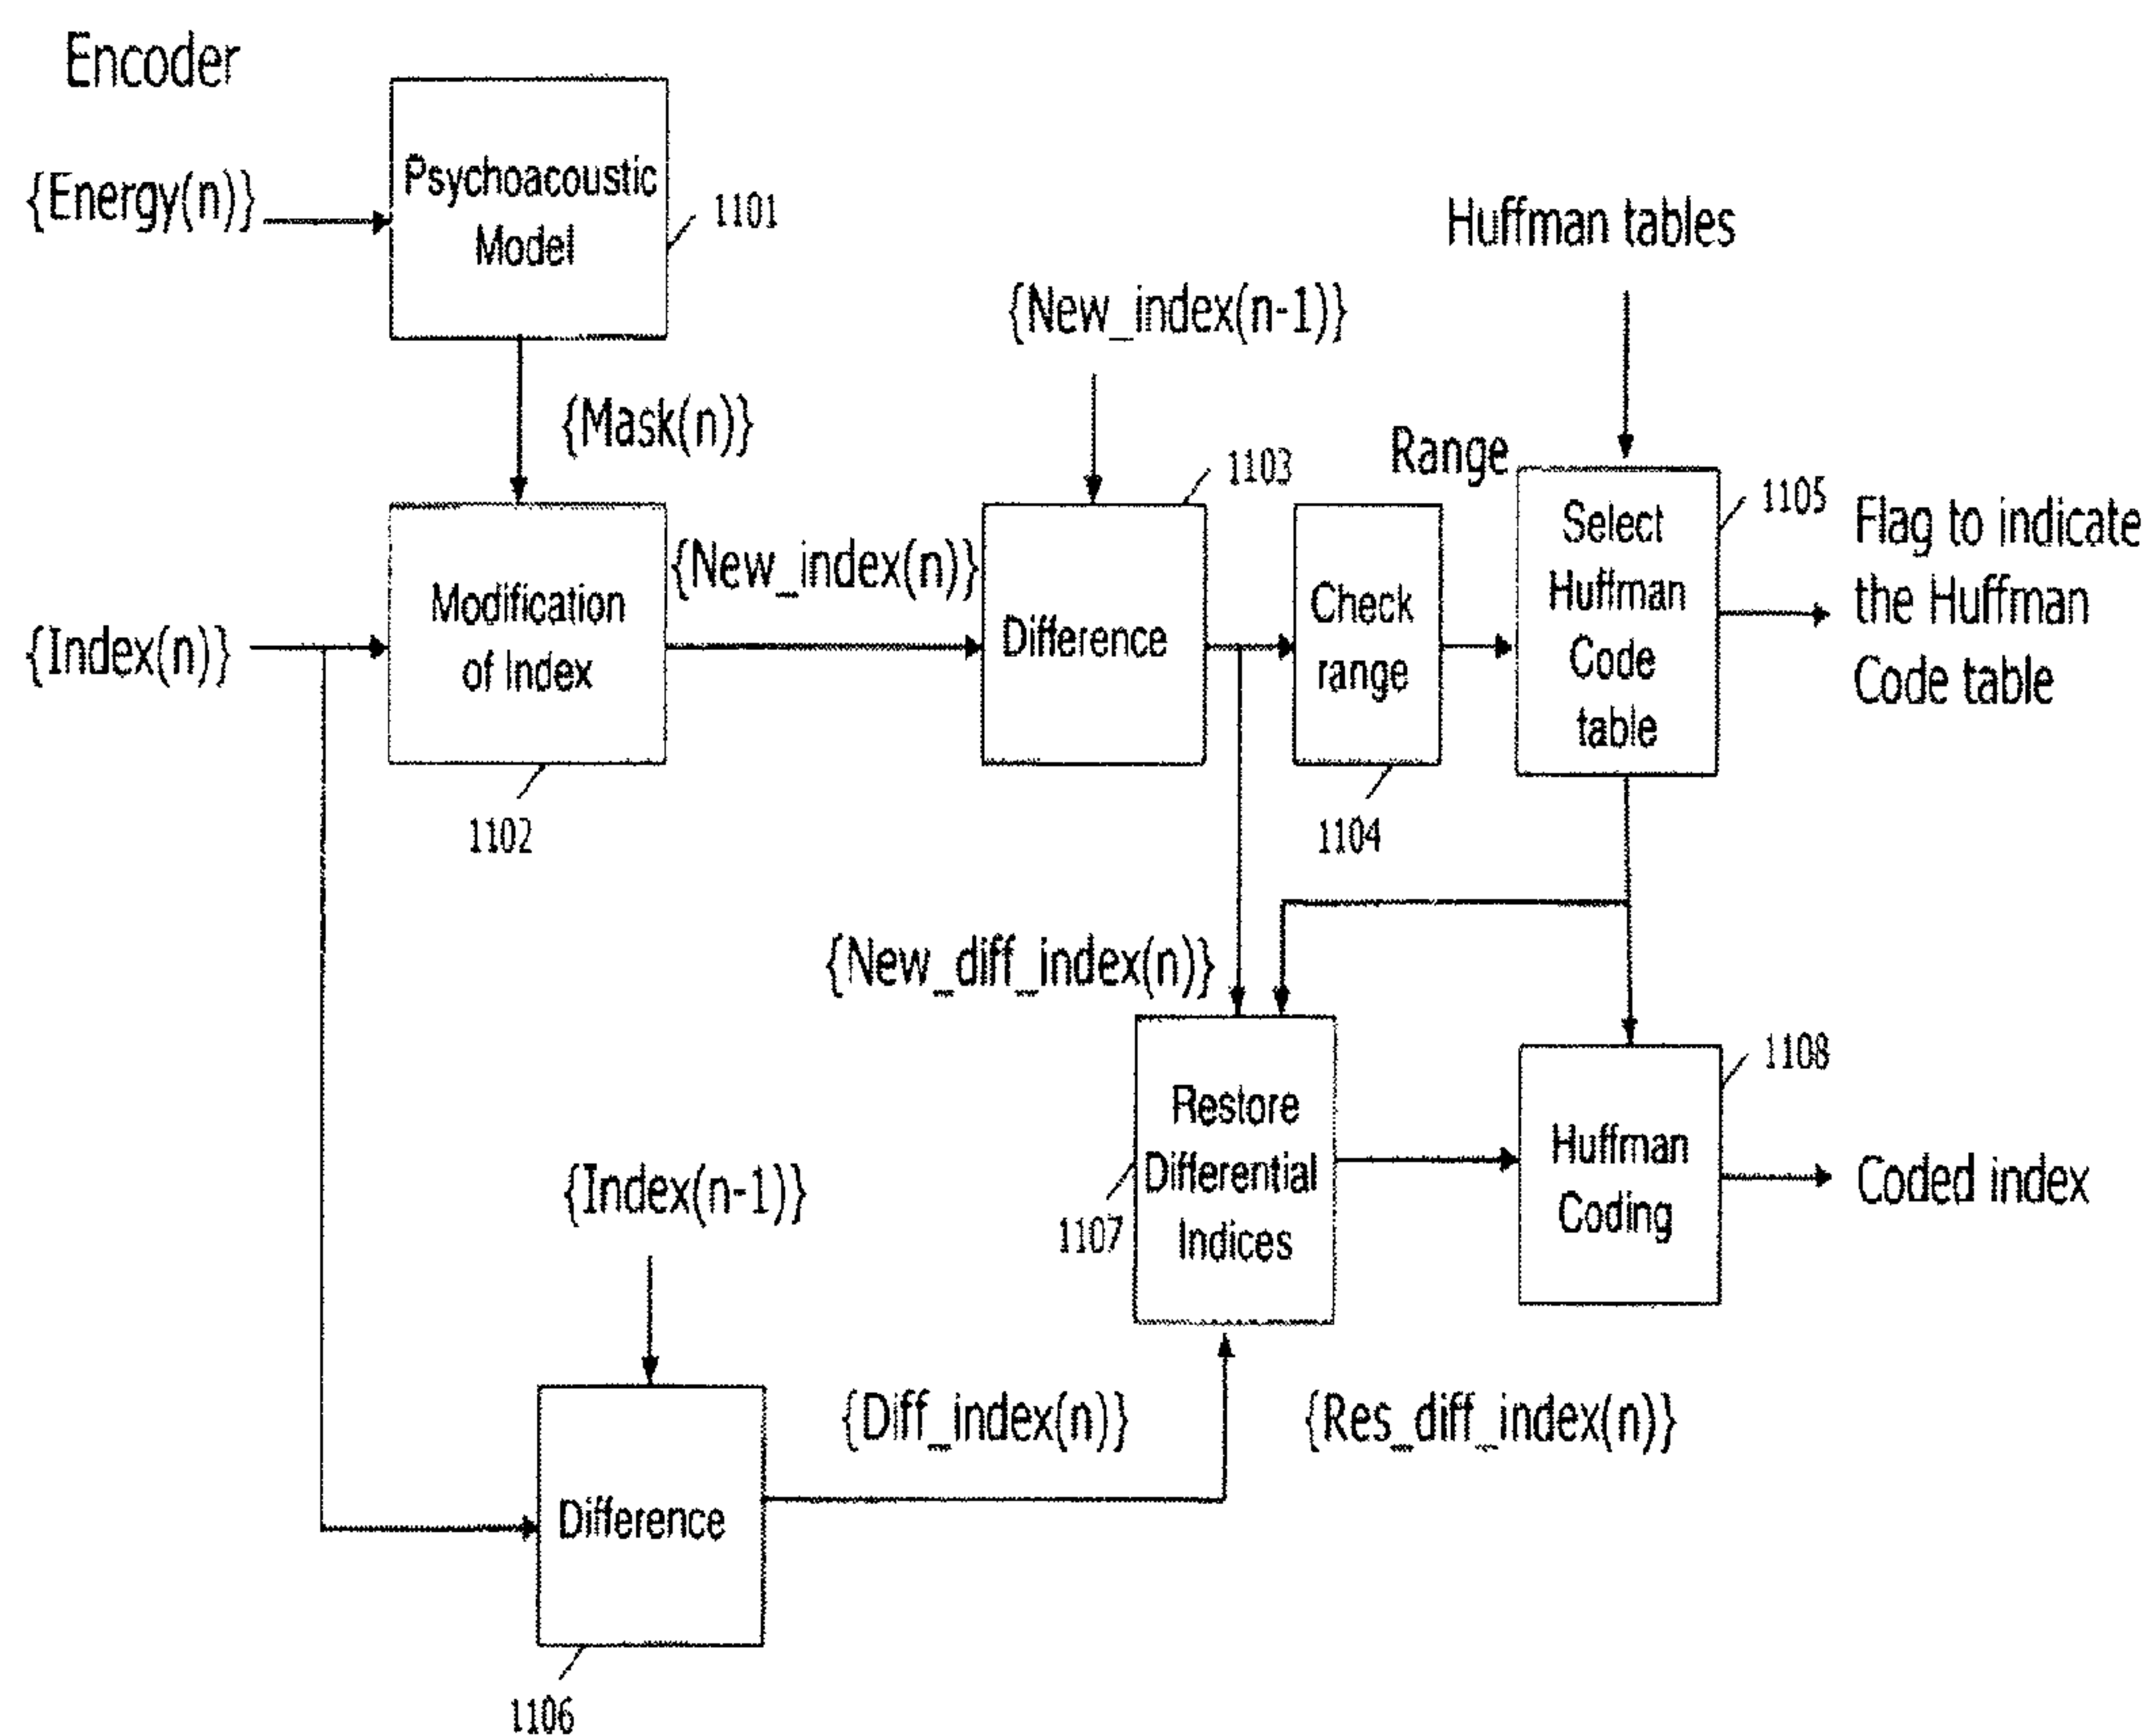 Encoder
{Energy(n)}
Psychoacoustic
Model
1101
Huffman tables
{New_index(n-1)}
{Mask(n)}
Range
1103
1105
{Index(n)}
Modification
of Index
1102
{New_index(n)}
Difference
Check
range
1104
Select
Huffman
Code
table
Flag to indicate
the Huffman
Code table
{New_diff_index(n)}
1108
Restore
Differential
Indices
1107
Huffman
Coding
Coded index
{Index(n-1)}
{Diff_index(n)}
{Res_diff_index(n)}
Difference
1106